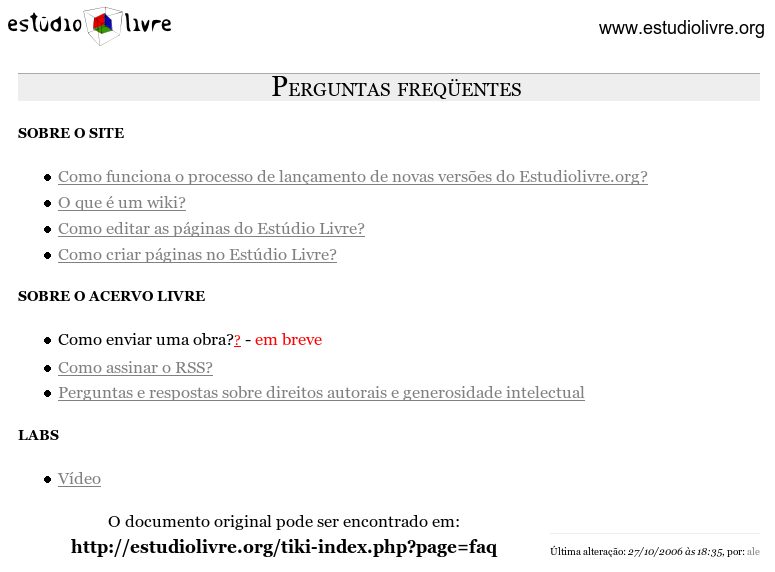 estúdio livre
www.estudiolivre.org
Perguntas freqüentes
SOBRE O SITE
Como funciona o processo de lançamento de novas versões do Estudiolivre.org?
O que é um wiki?
Como editar as páginas do Estúdio Livre?
Como criar páginas no Estúdio Livre?
SOBRE O ACERVO LIVRE
Como enviar uma obra?? - em breve
Como assinar o RSS?
Perguntas e respostas sobre direitos autorais e generosidade intelectual
LABS
Vídeo
O documento original pode ser encontrado em:
http://estudiolivre.org/tiki-index.php?page=faq
Última alteração: 27/10/2006 às 18:35, por: ale